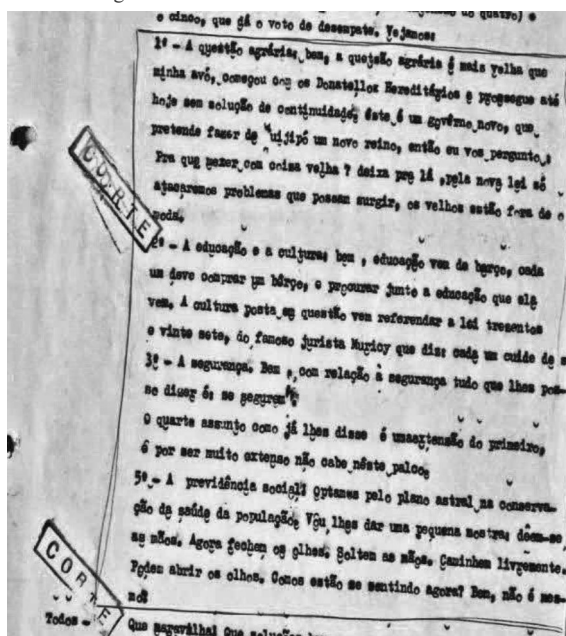 do quatro) e
e cinco, que dá o voto de desempate. Vejamos:
1º - A questão agrária, bem, a questão agrária é mais velha que
minha avó, começou com os Donatellos Hereditários e prossegue até
hoje sem solução de continuidade, êste é um govêrno novo, que
pretende fazer de Uijipó um novo reino, então eu vos pergunto:
Pra que mexer com coisa velha ? deixa pra lá ,pela nova lei só
atacaremos problemas que possam surgir, os velhos estão fora de
moda.
2º - A educação e a cultura: bem , educação vem de berço, cada
um deve comprar um bêrço, e procurar junto a educação que ele
vem. A cultura posta em questão vem referendar a lei trezentos
e vinte sete, do famoso jurista Muricy que diz: cada um cuide de s
3º - A segurança. Bem , com relação à segurança tudo que lhes pos-
so dizer é: se segurem
O quarto assunto como já lhes disse é umaextensão do primeiro,
é por ser muito extenso não cabe nêste palco,
5º - A previdência social: Optamos pelo plano astral na conserva-
ção da saúde da população. Vou lhes dar uma pequena mostra: dêem-se
as mãos. Agora fechem os olhos. Soltem as mãos. Caminhem livremente.
Podem abrir os olhos. Comos estão se sentindo agora? Bem, não é mes-
mo?
Todos - Que maravilha! Que
CORTE
CORTE